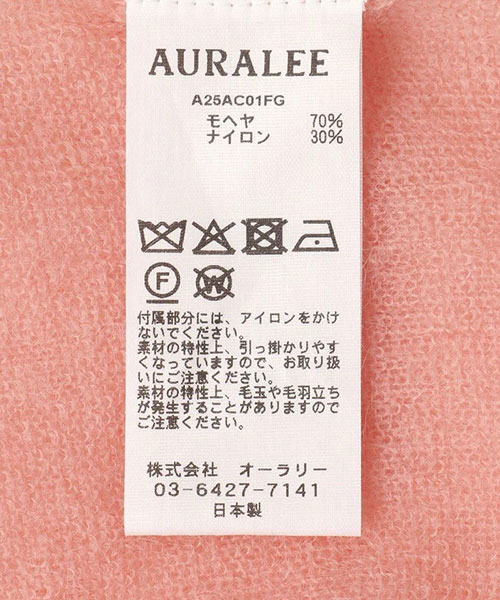 AURALEE
A25AC01FG
モヘヤ 70%
ナイロン 30%
F
W
付属部分には、アイロンをかけ
ないでください。
素材の特性上、引っ掛かりやす
くなっていますので、お取り扱
いにご注意ください。
素材の特性上、毛玉や毛羽立ち
が発生することがありますので
ご注意ください。
株式会社 オーラリー
03-6427-7141
日本製